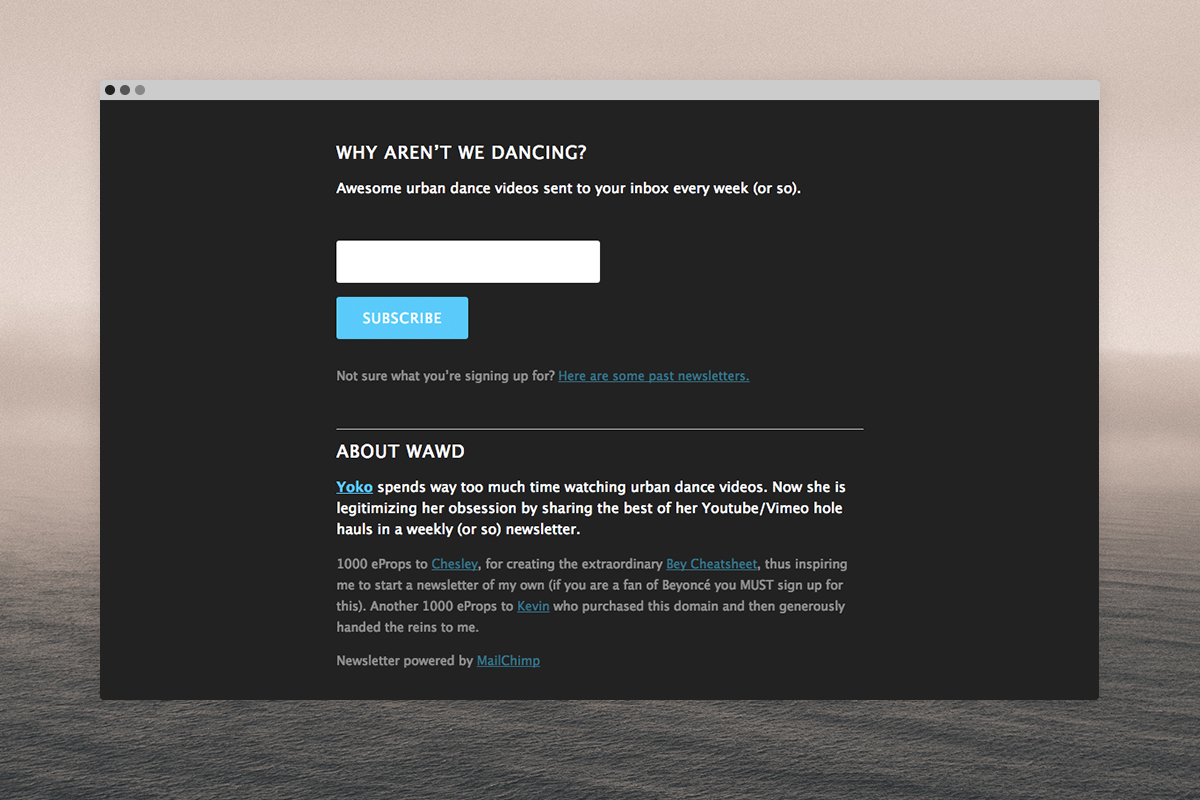 WHY AREN’T WE DANCING?
Awesome urban dance videos sent to your inbox every week (or so).
SUBSCRIBE
Not sure what you’re signing up for? Here are some past newsletters.
ABOUT WAWD
Yoko spends way too much time watching urban dance videos. Now she is
legitimizing her obsession by sharing the best of her Youtube/Vimeo hole
hauls in a weekly (or so) newsletter.
1000 eProps to Chesley, for creating the extraordinary Bey Cheatsheet, thus inspiring
me to start a newsletter of my own (if you are a fan of Beyoncé you MUST sign up for
this). Another 1000 eProps to Kevin who purchased this domain and then generously
handed the reins to me.
Newsletter powered by MailChimp